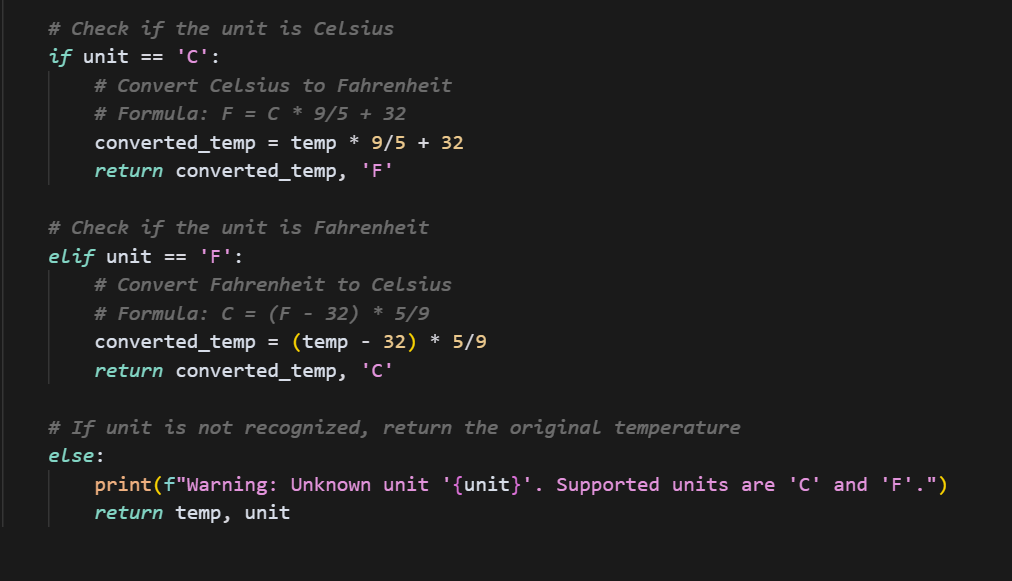 # Check if the unit is Celsius
if unit == 'C':
    # Convert Celsius to Fahrenheit
    # Formula: F = C * 9/5 + 32
    converted_temp = temp * 9/5 + 32
    return converted_temp, 'F'

# Check if the unit is Fahrenheit
elif unit == 'F':
    # Convert Fahrenheit to Celsius
    # Formula: C = (F - 32) * 5/9
    converted_temp = (temp - 32) * 5/9
    return converted_temp, 'C'

# If unit is not recognized, return the original temperature
else:
    print(f"Warning: Unknown unit '{unit}'. Supported units are 'C' and 'F'.")
    return temp, unit